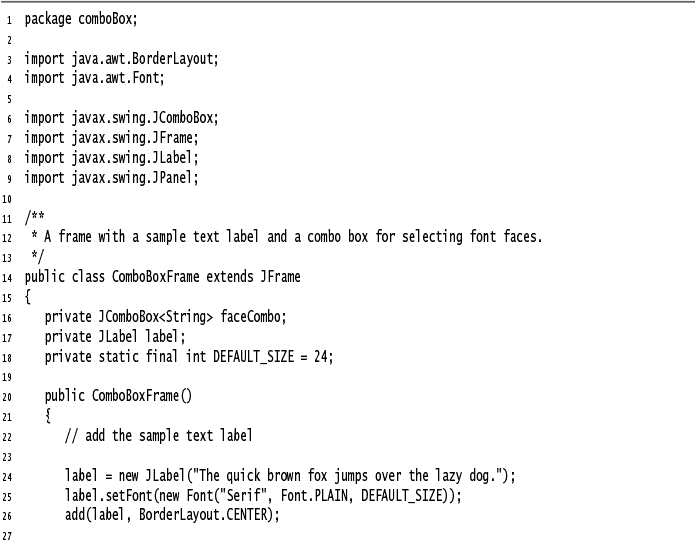 1 package comboBox;
2
3 import java.awt.BorderLayout;
4 import java.awt.Font;
5
6 import javax.swing.JComboBox;
7 import javax.swing.JFrame;
8 import javax.swing.JLabel;
9 import javax.swing.JPanel;
10
11 /**
12  * A frame with a sample text label and a combo box for selecting font faces.
13  */
14 public class ComboBoxFrame extends JFrame
15 {
16    private JComboBox<String> faceCombo;
17    private JLabel label;
18    private static final int DEFAULT_SIZE = 24;
19
20    public ComboBoxFrame()
21    {
22       // add the sample text label
23
24       label = new JLabel("The quick brown fox jumps over the lazy dog.");
25       label.setFont(new Font("Serif", Font.PLAIN, DEFAULT_SIZE));
26       add(label, BorderLayout.CENTER);
27